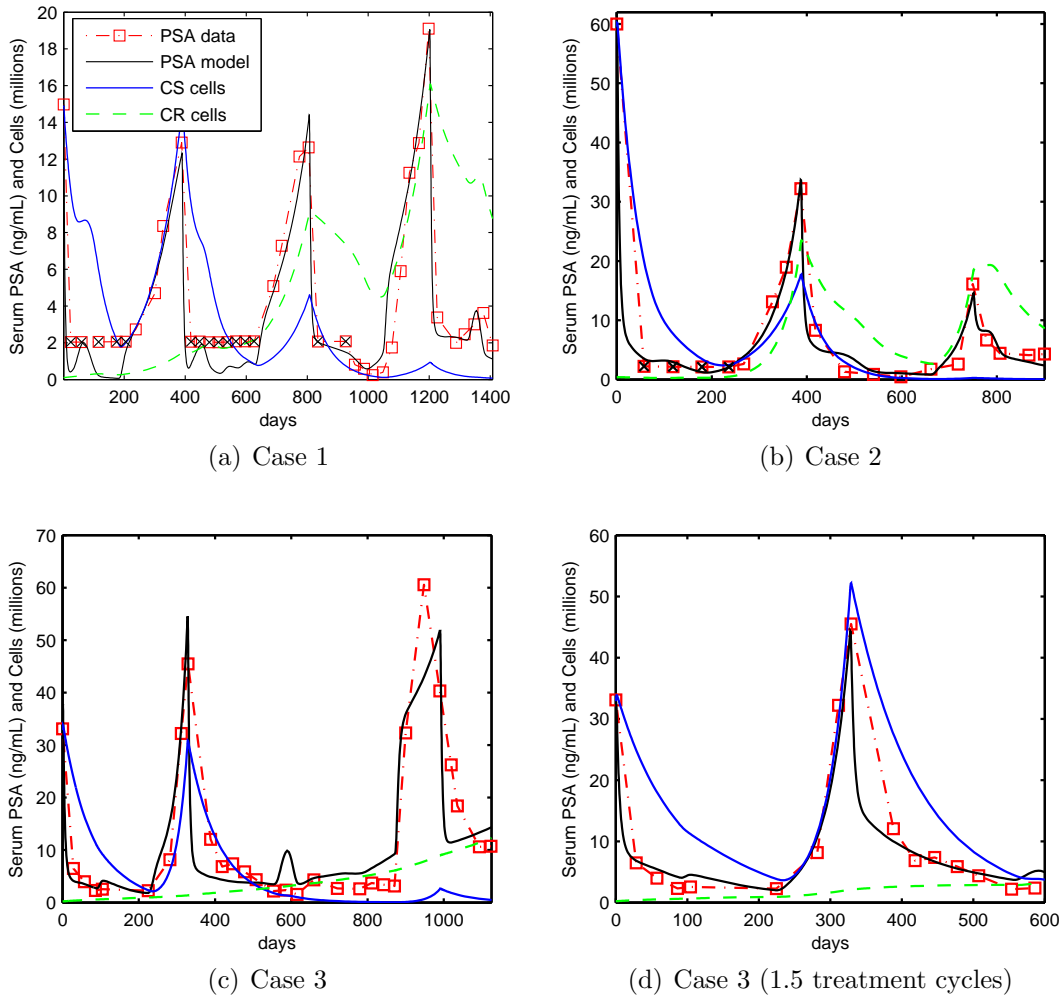 Serum PSA (ng/mL) and Cells (millions)
20
18
16
14
12
10
8
6
4
2
0
PSA data
PSA model
CS cells
CR cells
200 400 600 800 1000 1200 1400
days
(a) Case 1
Serum PSA (ng/mL) and Cells (millions)
60
50
40
30
20
10
0
0 200 400 600 800
days
(b) Case 2
Serum PSA (ng/mL) and Cells (millions)
70
60
50
40
30
20
10
0
0 200 400 600 800 1000
days
(c) Case 3
Serum PSA (ng/mL) and Cells (millions)
60
50
40
30
20
10
0
0 100 200 300 400 500 600
days
(d) Case 3 (1.5 treatment cycles)